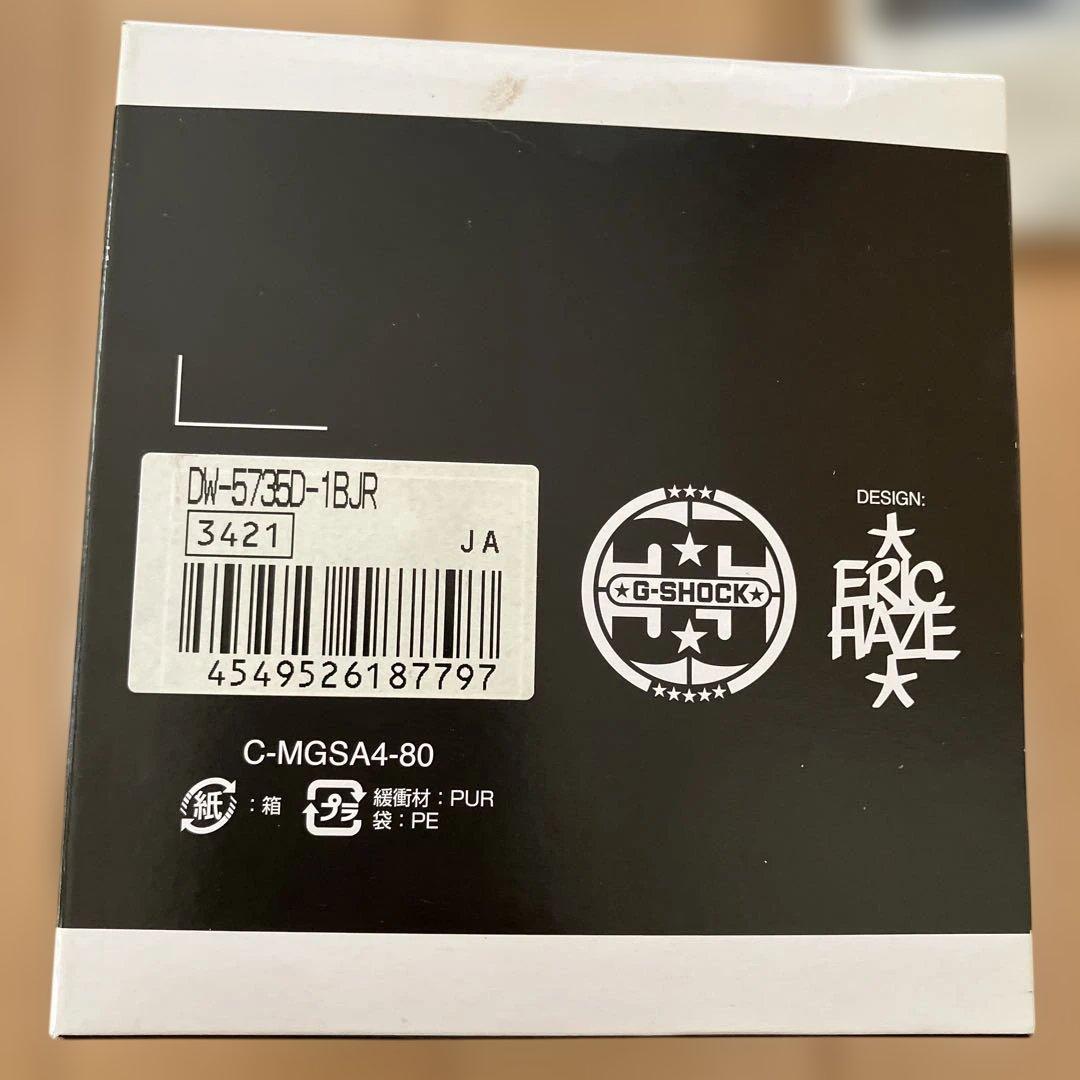 DW-5735D-1BJR
3421
JA
4549526187797
C-MGSA4-80
紙：箱
プラ 緩衝材：PUR
袋：PE
35
★G-SHOCK★
DESIGN:
ERIC
HAZE